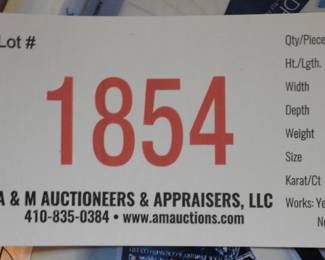 Lot #
1854
A & M AUCTIONEERS & APPRAISERS, LLC
410-835-0384 • www.amauctions.com
Qty/Piece
Ht./Lgth.
Width
Depth
Weight
Size
Karat/Ct
Works: Ye